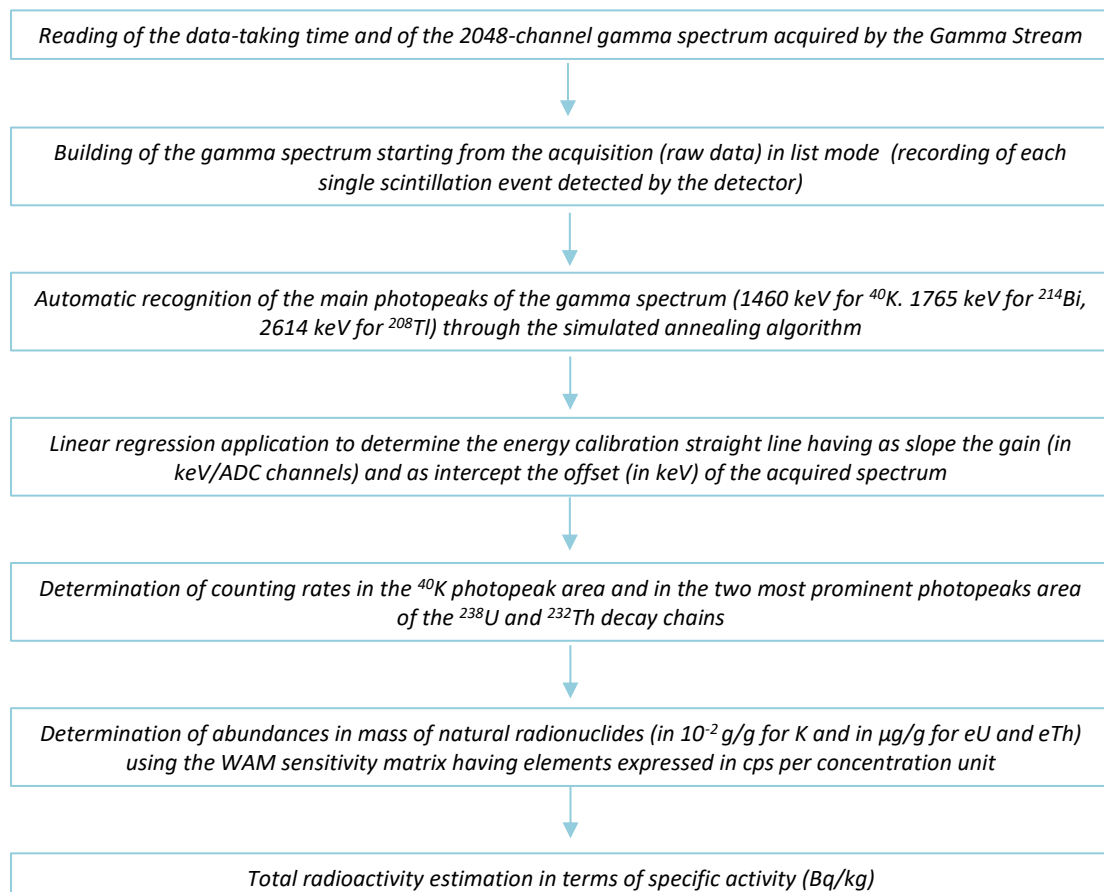 Reading of the data-taking time and of the 2048-channel gamma spectrum acquired by the Gamma Stream
Building of the gamma spectrum starting from the acquisition (raw data) in list mode (recording of each
single scintillation event detected by the detector)
Automatic recognition of the main photopeaks of the gamma spectrum (1460 keV for ⁴⁰K. 1765 keV for ²¹⁴Bi,
2614 keV for ²⁰⁸Tl) through the simulated annealing algorithm
Linear regression application to determine the energy calibration straight line having as slope the gain (in
keV/ADC channels) and as intercept the offset (in keV) of the acquired spectrum
Determination of counting rates in the ⁴⁰K photopeak area and in the two most prominent photopeaks area
of the ²³⁸U and ²³²Th decay chains
Determination of abundances in mass of natural radionuclides (in 10⁻² g/g for K and in μg/g for eU and eTh)
using the WAM sensitivity matrix having elements expressed in cps per concentration unit
Total radioactivity estimation in terms of specific activity (Bq/kg)